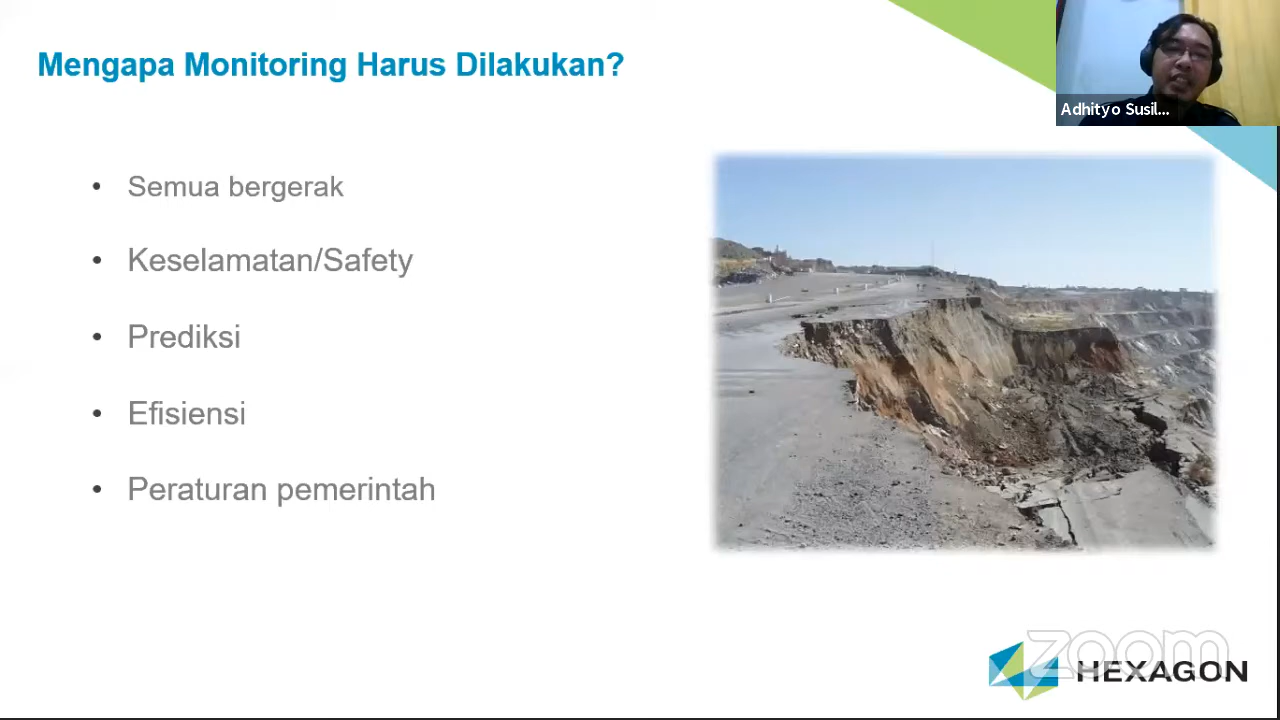 Mengapa Monitoring Harus Dilakukan?
Adhityo Susil...
• Semua bergerak
• Keselamatan/Safety
• Prediksi
• Efisiensi
• Peraturan pemerintah
zoom
HEXAGON